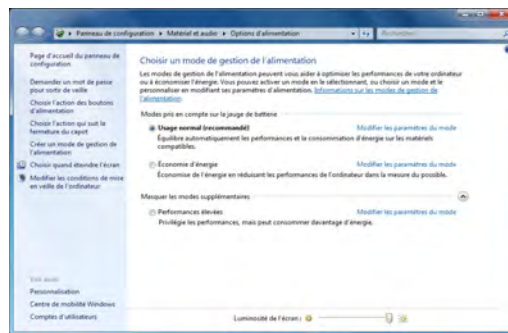 Panneau de configuration ▸ Matériel et audio ▸ Options d'alimentation
Rechercher
Page d'accueil du panneau de
configuration
Demander un mot de passe
pour sortir de veille
Choisir l'action des boutons
d'alimentation
Choisir l'action qui suit la
fermeture du capot
Créer un mode de gestion de
l'alimentation
Choisir quand éteindre l'écran
Modifier les conditions de mise
en veille de l'ordinateur
Voir aussi
Personnalisation
Centre de mobilité Windows
Comptes d'utilisateurs
Choisir un mode de gestion de l'alimentation
Les modes de gestion de l'alimentation peuvent vous aider à optimiser les performances de votre ordinateur
ou à économiser l'énergie. Vous pouvez activer un mode en le sélectionnant, ou choisir un mode et le
personnaliser en modifiant ses paramètres d'alimentation. Informations sur les modes de gestion de
l'alimentation
Modes pris en compte sur la jauge de batterie
Usage normal (recommandé) Modifier les paramètres du mode
Équilibre automatiquement les performances et la consommation d'énergie sur les matériels
compatibles.
Économie d'énergie Modifier les paramètres du mode
Économise de l'énergie en réduisant les performances de l'ordinateur dans la mesure du possible.
Masquer les modes supplémentaires
Performances élevées Modifier les paramètres du mode
Privilégie les performances, mais peut consommer davantage d'énergie.
Luminosité de l'écran :